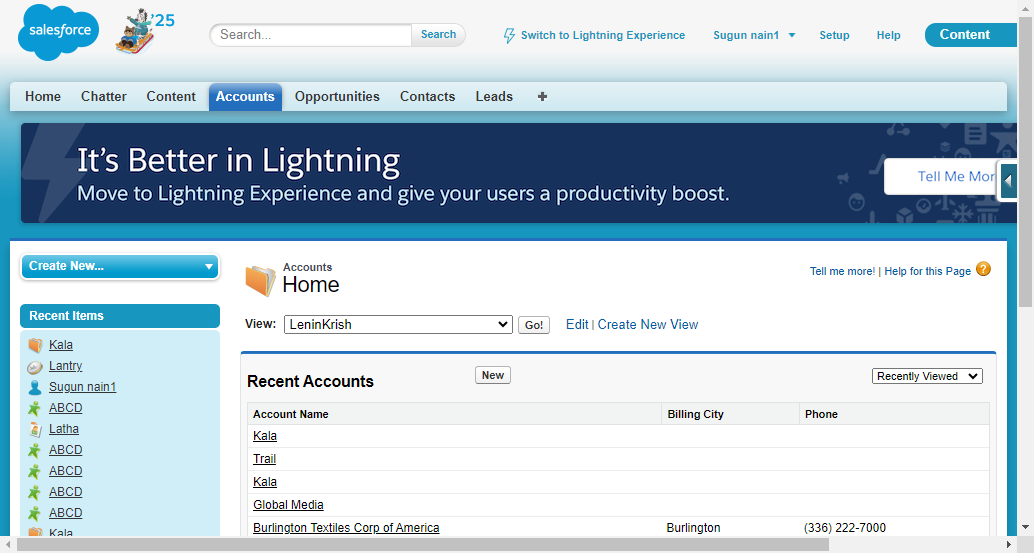 salesforce
'25
Search...
Search
Switch to Lightning Experience
Sugun nain1
Setup
Help
Content
Home
Chatter
Content
Accounts
Opportunities
Contacts
Leads
+
It's Better in Lightning
Move to Lightning Experience and give your users a productivity boost.
Tell Me Mor
Create New...
Accounts
Home
Tell me more! | Help for this Page
?
View:
LeninKrish
Go!
Edit | Create New View
Recent Items
Kala
Lantry
Sugun nain1
ABCD
Latha
ABCD
ABCD
ABCD
ABCD
Kala
Recent Accounts
New
Recently Viewed
Account Name
Billing City
Phone
Kala
Trail
Kala
Global Media
Burlington Textiles Corp of America
Burlington
(336) 222-7000